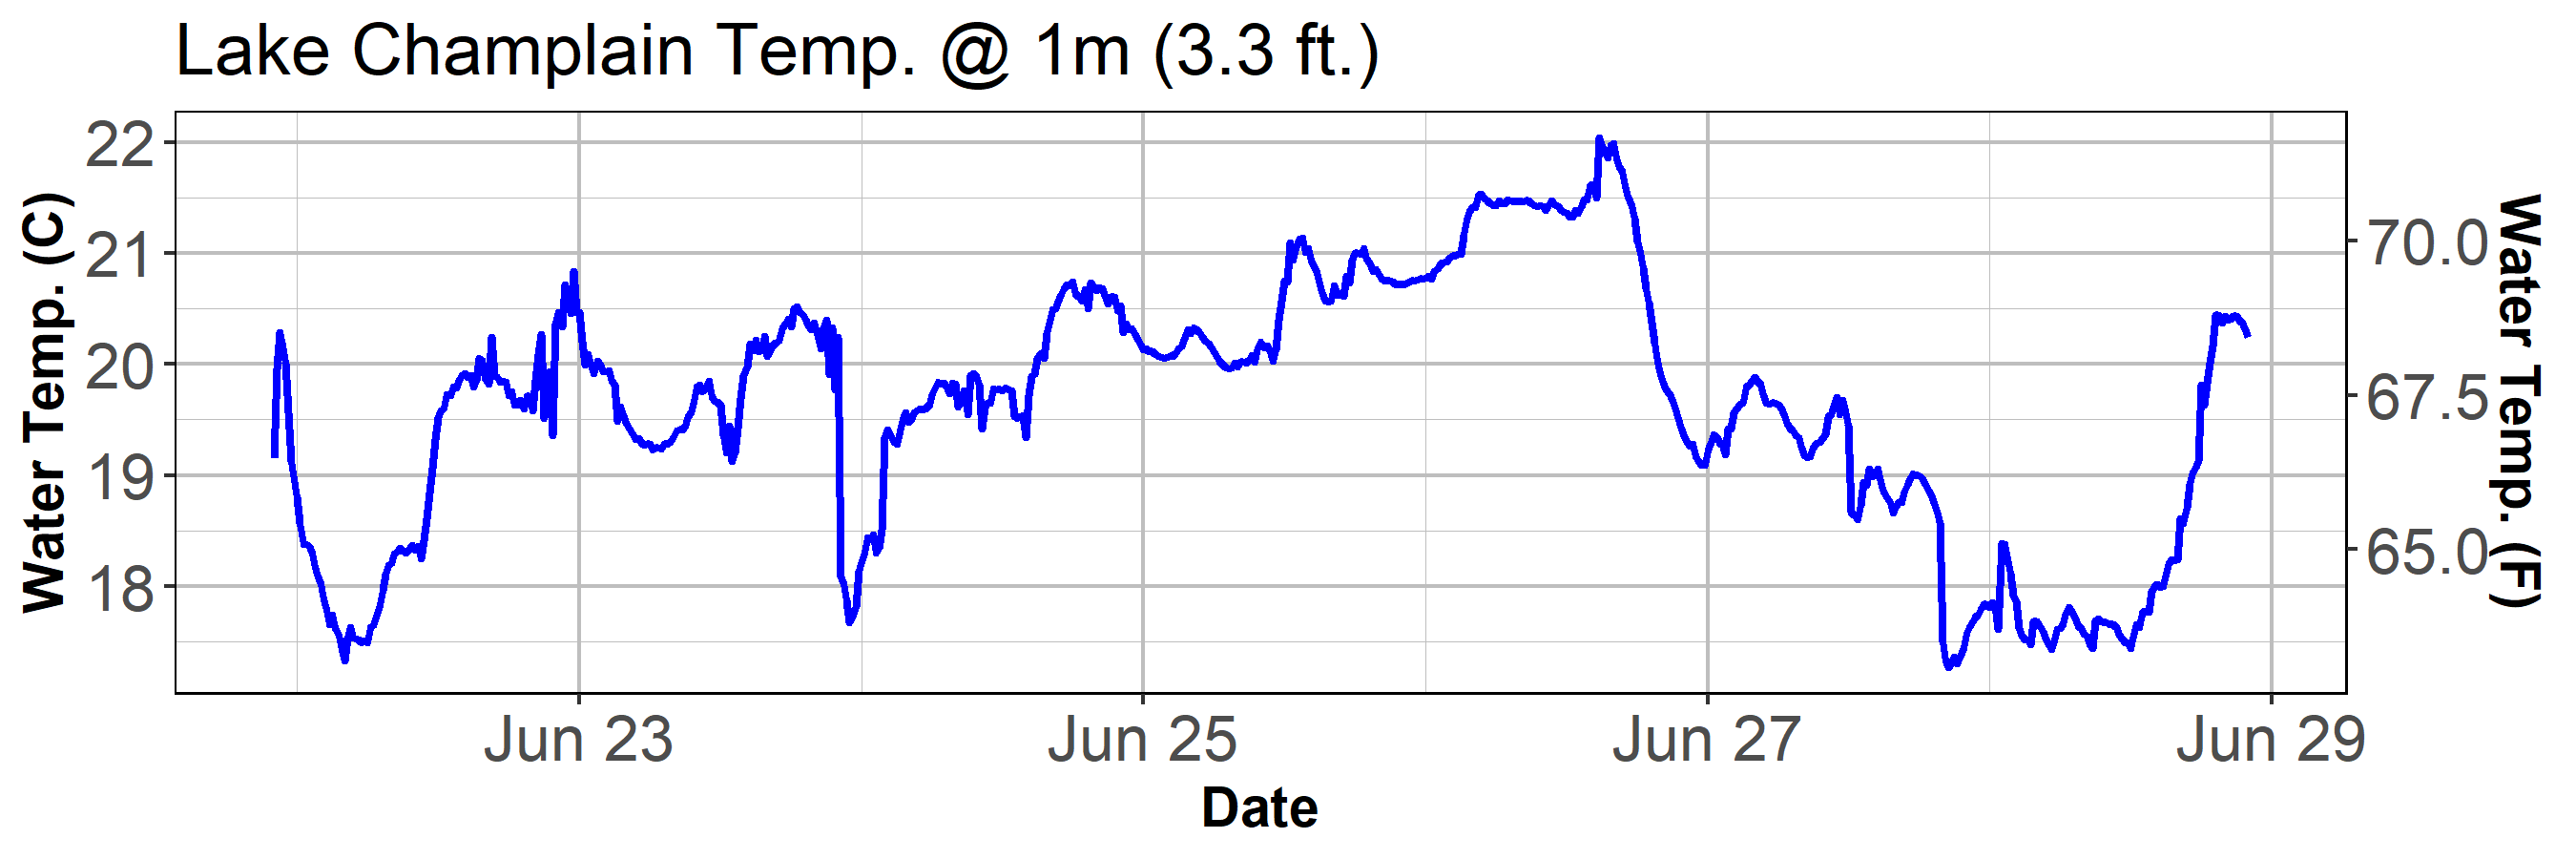 Lake Champlain Temp. @ 1m (3.3 ft.)
Water Temp. (C)
22
21
20
19
18
70.0
67.5
65.0
Water Temp. (F)
Jun 23 Jun 25 Jun 27 Jun 29
Date